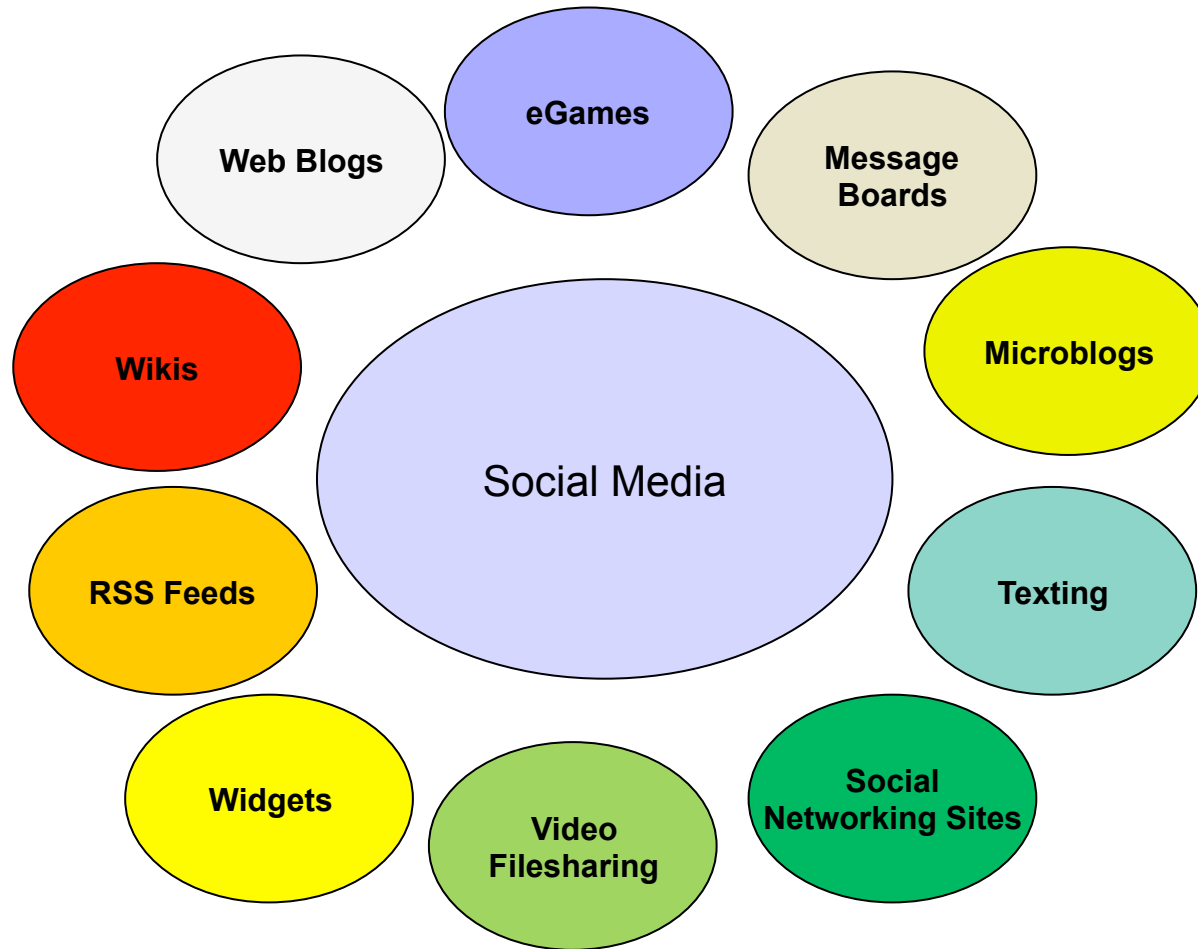 eGames
Web Blogs
Message
Boards
Microblogs
Wikis
Social Media
RSS Feeds
Texting
Widgets
Social
Networking Sites
Video
Filesharing